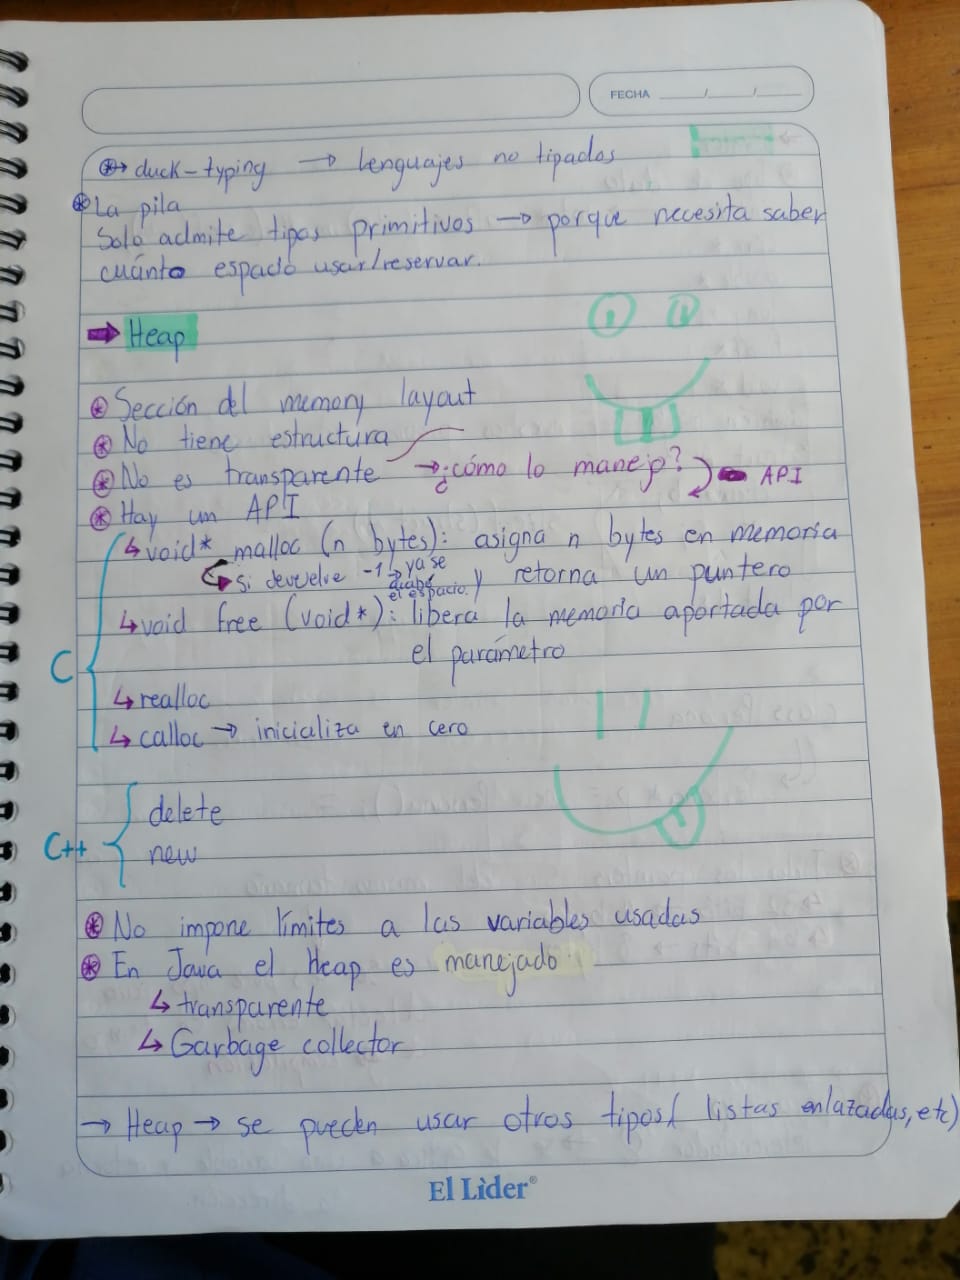 FECHA ___/___/___
⊛→ duck-typing → Lenguajes no tipados
⊛ La pila
Solo admite tipos primitivos → porque necesita saber
cuánto espacio usar/reservar.
➡ Heap
⊛ Sección del memory layout
⊛ No tiene estructura
⊛ No es transparente → ¿cómo lo manejo? API
⊛ Hay un API
C
↳ void* malloc (n bytes): asigna n bytes en memoria
↳ si devuelve -1 → ya se acabó el espacio. y retorna un puntero
↳ void free (void*): libera la memoria aportada por
el parámetro
↳ realloc
↳ calloc → inicializa en cero
C++
delete
new
⊛ No impone límites a las variables usadas
⊛ En Java el Heap es manejado
↳ transparente
↳ Garbage collector
→ Heap → se pueden usar otros tipos( listas enlazadas, etc)
El Lìder®